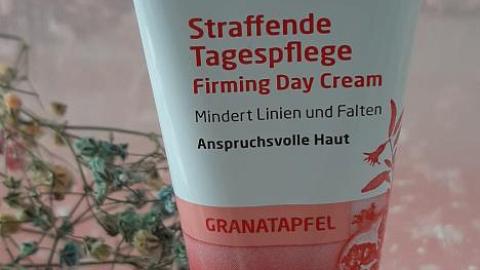 Straffende
Tagespflege
Firming Day Cream
Mindert Linien und Falten
Anspruchsvolle Haut
GRANATAPFEL